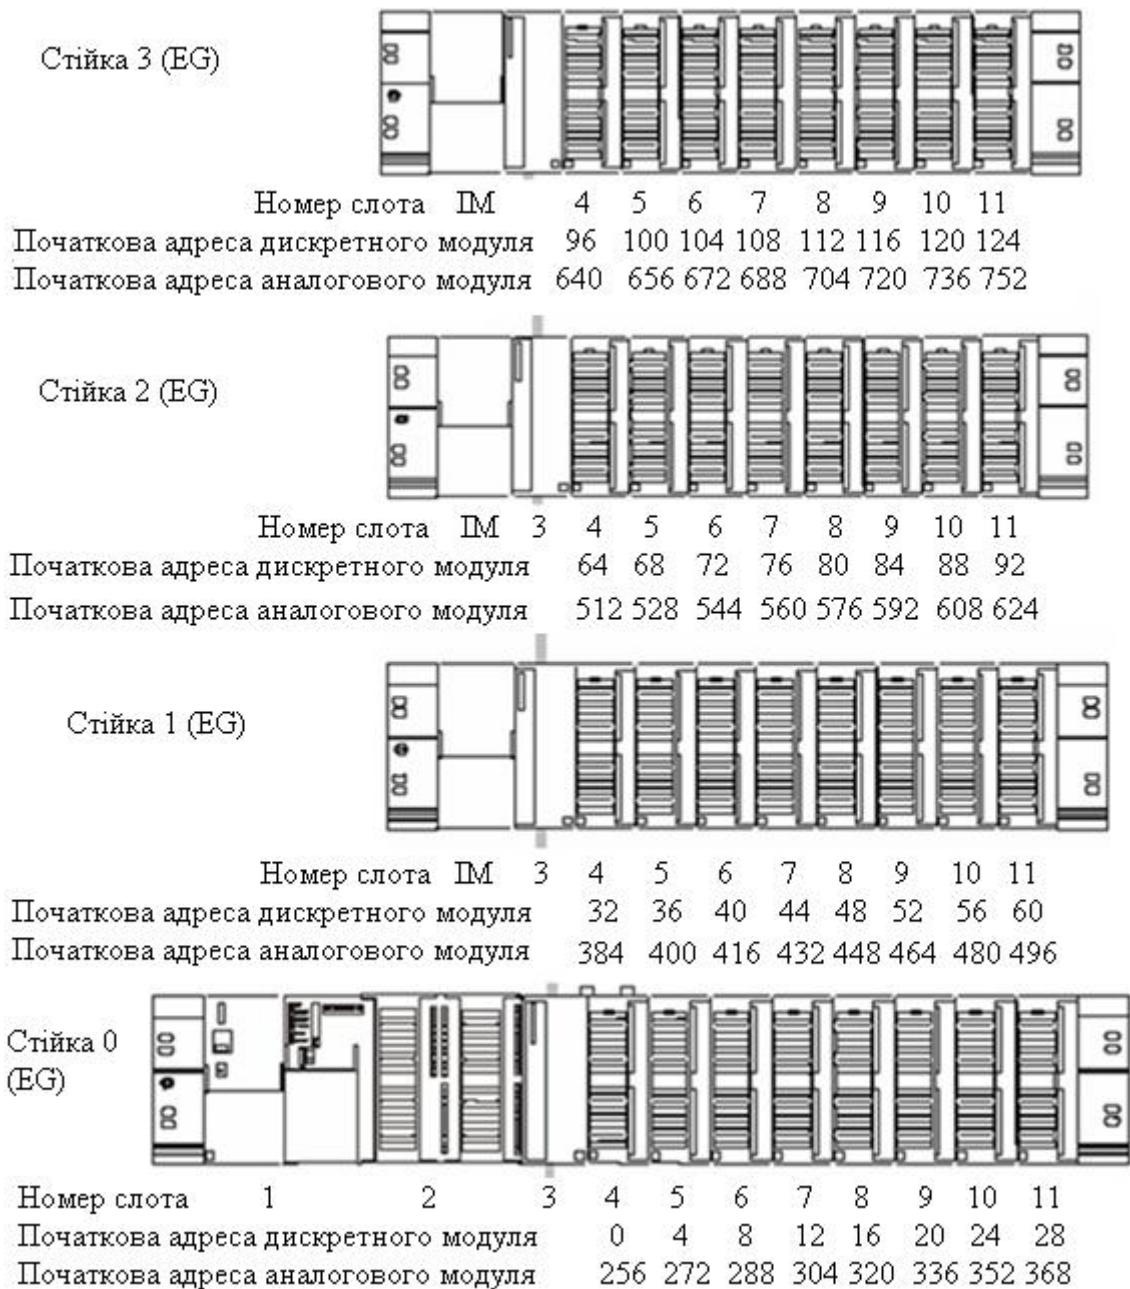 Стійка 3 (EG)
Номер слота IM 4 5 6 7 8 9 10 11
Початкова адреса дискретного модуля 96 100 104 108 112 116 120 124
Початкова адреса аналогового модуля 640 656 672 688 704 720 736 752
Стійка 2 (EG)
Номер слота IM 3 4 5 6 7 8 9 10 11
Початкова адреса дискретного модуля 64 68 72 76 80 84 88 92
Початкова адреса аналогового модуля 512 528 544 560 576 592 608 624
Стійка 1 (EG)
Номер слота IM 3 4 5 6 7 8 9 10 11
Початкова адреса дискретного модуля 32 36 40 44 48 52 56 60
Початкова адреса аналогового модуля 384 400 416 432 448 464 480 496
Стійка 0
(EG)
Номер слота 1 2 3 4 5 6 7 8 9 10 11
Початкова адреса дискретного модуля 0 4 8 12 16 20 24 28
Початкова адреса аналогового модуля 256 272 288 304 320 336 352 368